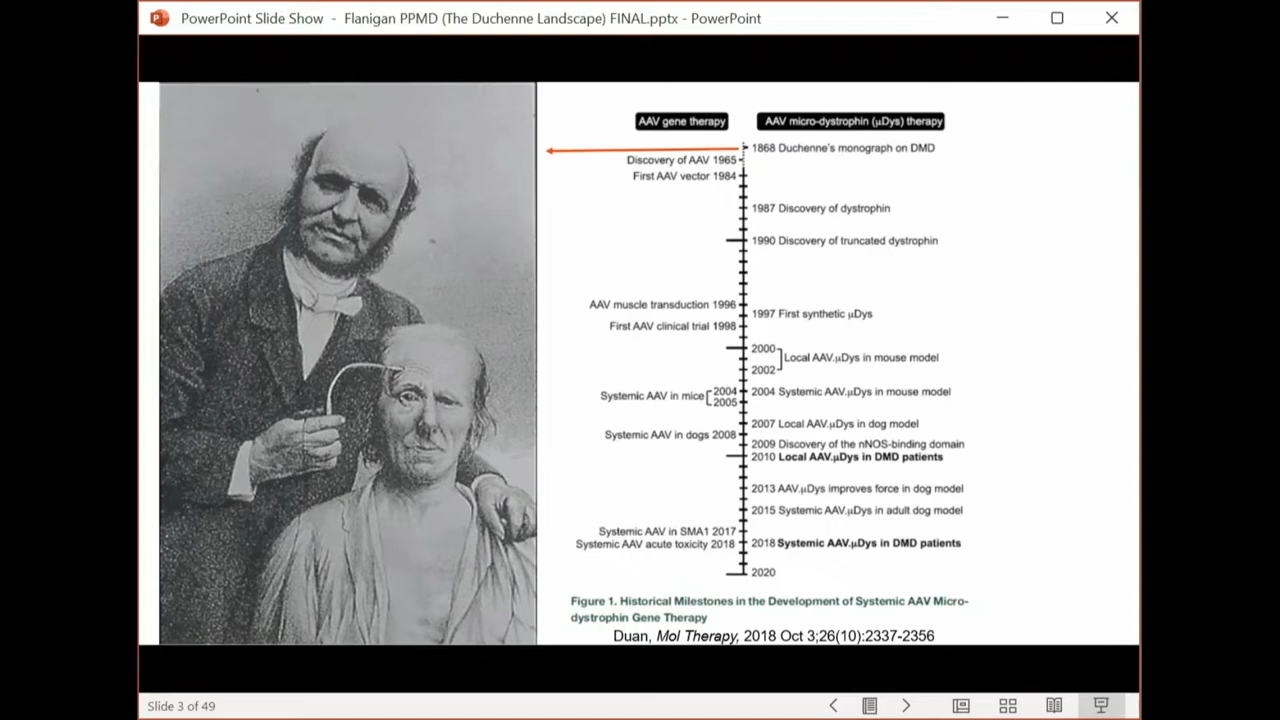 PowerPoint Slide Show - Flanigan PPMD (The Duchenne Landscape) FINAL.pptx - PowerPoint
AAV gene therapy
AAV micro-dystrophin (μDys) therapy
1868 Duchenne's monograph on DMD
Discovery of AAV 1965
First AAV vector 1984
1987 Discovery of dystrophin
1990 Discovery of truncated dystrophin
AAV muscle transduction 1996
1997 First synthetic μDys
First AAV clinical trial 1998
2000
Local AAV.μDys in mouse model
2002
Systemic AAV in mice
2004
2005
2004 Systemic AAV.μDys in mouse model
2007 Local AAV.μDys in dog model
Systemic AAV in dogs 2008
2009 Discovery of the nNOS-binding domain
2010 Local AAV.μDys in DMD patients
2013 AAV.μDys improves force in dog model
2015 Systemic AAV.μDys in adult dog model
Systemic AAV in SMA1 2017
Systemic AAV acute toxicity 2018
2018 Systemic AAV.μDys in DMD patients
2020
Figure 1. Historical Milestones in the Development of Systemic AAV Micro-
dystrophin Gene Therapy
Duan, Mol Therapy, 2018 Oct 3;26(10):2337-2356
Slide 3 of 49